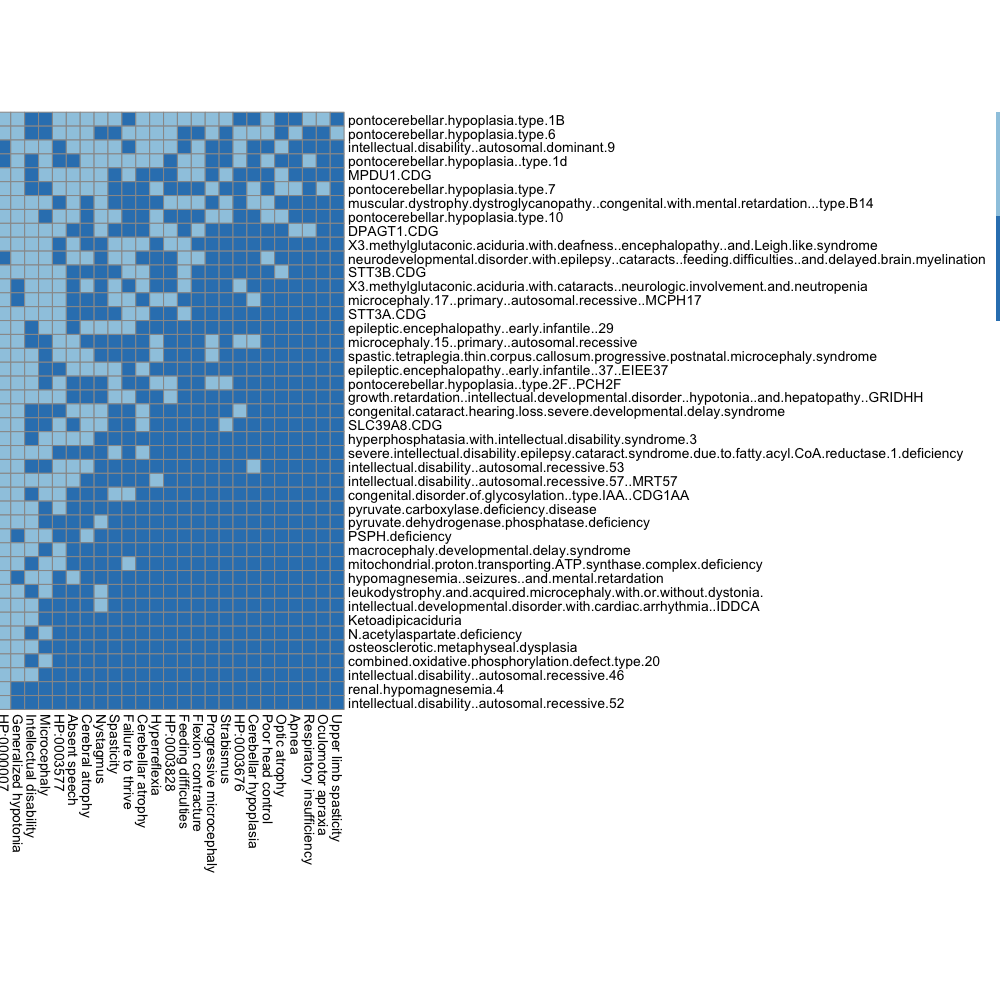 pontocerebellar.hypoplasia.type.1B
pontocerebellar.hypoplasia.type.6
intellectual.disability..autosomal.dominant.9
pontocerebellar.hypoplasia..type.1d
MPDU1.CDG
pontocerebellar.hypoplasia.type.7
muscular.dystrophy.dystroglycanopathy..congenital.with.mental.retardation...type.B14
pontocerebellar.hypoplasia.type.10
DPAGT1.CDG
X3.methylglutaconic.aciduria.with.deafness..encephalopathy..and.Leigh.like.syndrome
neurodevelopmental.disorder.with.epilepsy..cataracts..feeding.difficulties..and.delayed.brain.myelination
STT3B.CDG
X3.methylglutaconic.aciduria.with.cataracts..neurologic.involvement.and.neutropenia
microcephaly.17..primary..autosomal.recessive..MCPH17
STT3A.CDG
epileptic.encephalopathy..early.infantile..29
microcephaly.15..primary..autosomal.recessive
spastic.tetraplegia.thin.corpus.callosum.progressive.postnatal.microcephaly.syndrome
epileptic.encephalopathy..early.infantile..37..EIEE37
pontocerebellar.hypoplasia..type.2F..PCH2F
growth.retardation..intellectual.developmental.disorder..hypotonia..and.hepatopathy..GRIDHH
congenital.cataract.hearing.loss.severe.developmental.delay.syndrome
SLC39A8.CDG
hyperphosphatasia.with.intellectual.disability.syndrome.3
severe.intellectual.disability.epilepsy.cataract.syndrome.due.to.fatty.acyl.CoA.reductase.1.deficiency
intellectual.disability..autosomal.recessive.53
intellectual.disability..autosomal.recessive.57..MRT57
congenital.disorder.of.glycosylation..type.IAA..CDG1AA
pyruvate.carboxylase.deficiency.disease
pyruvate.dehydrogenase.phosphatase.deficiency
PSPH.deficiency
macrocephaly.developmental.delay.syndrome
mitochondrial.proton.transporting.ATP.synthase.complex.deficiency
hypomagnesemia..seizures..and.mental.retardation
leukodystrophy.and.acquired.microcephaly.with.or.without.dystonia.
intellectual.developmental.disorder.with.cardiac.arrhythmia..IDDCA
Ketoadipicaciduria
N.acetylaspartate.deficiency
osteosclerotic.metaphyseal.dysplasia
combined.oxidative.phosphorylation.defect.type.20
intellectual.disability..autosomal.recessive.46
renal.hypomagnesemia.4
intellectual.disability..autosomal.recessive.52
HP:0000007
Generalized hypotonia
Intellectual disability
Microcephaly
HP:0003577
Absent speech
Cerebral atrophy
Nystagmus
Spasticity
Failure to thrive
Cerebellar atrophy
Hyperreflexia
HP:0003828
Feeding difficulties
Flexion contracture
Progressive microcephaly
Strabismus
HP:0003676
Cerebellar hypoplasia
Poor head control
Optic atrophy
Apnea
Respiratory insufficiency
Oculomotor apraxia
Upper limb spasticity